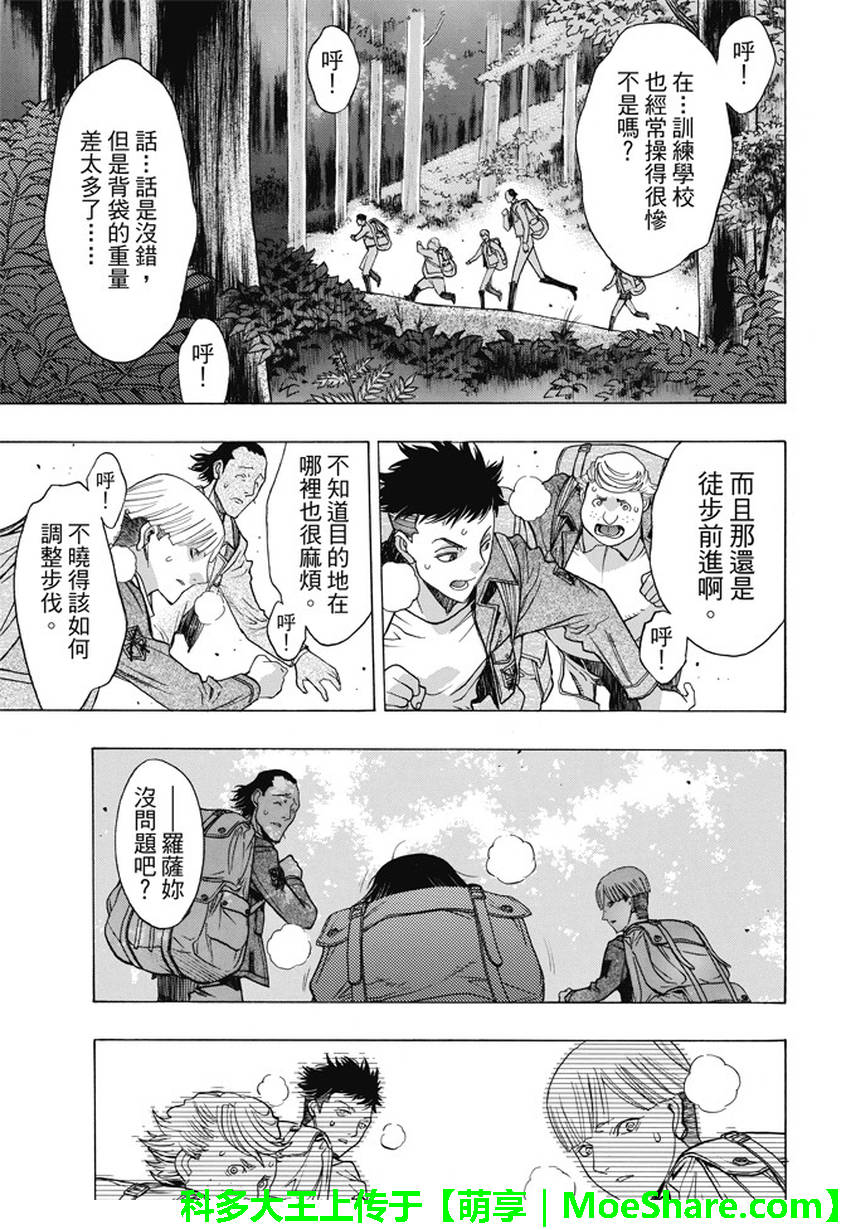 呼！
在…訓練學校
也經常操得很慘
不是嗎？
呼！
話…話是沒錯，
但是背袋的重量
差太多了……
呼！
而且那還是
徒步前進啊。
呼！
不知道目的地在
哪裡也很麻煩。
呼！
呼！
不曉得該如何
調整步伐。
──羅薩妳
沒問題吧？
科多大王上传于【萌享｜MoeShare.com】